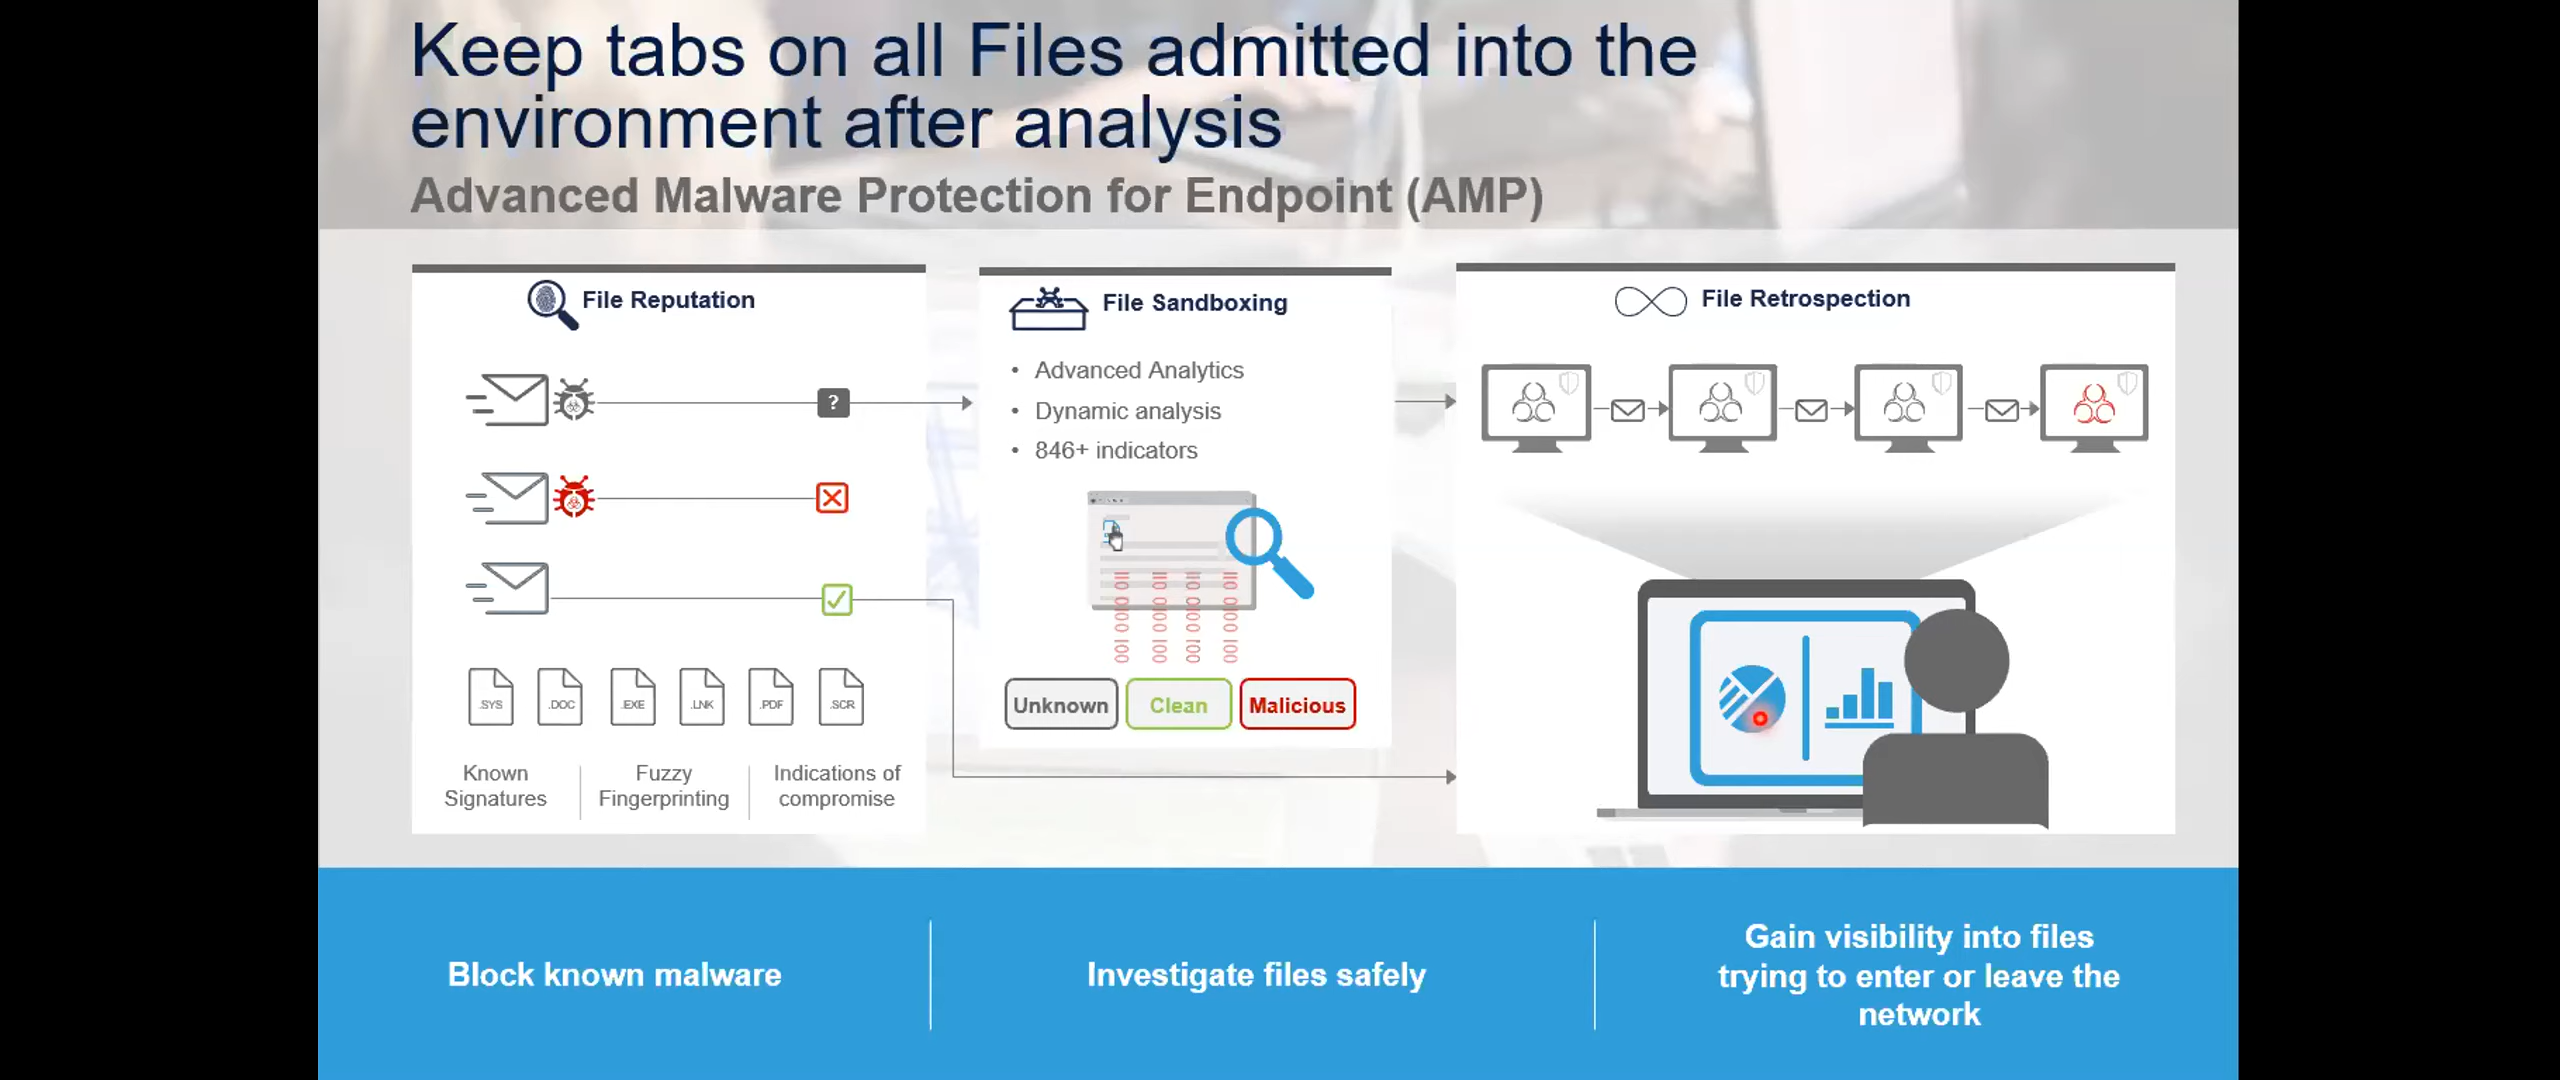 Keep tabs on all Files admitted into the
environment after analysis
Advanced Malware Protection for Endpoint (AMP)
File Reputation
?
.SYS
.DOC
.EXE
.LNK
.PDF
.SCR
Known
Signatures
Fuzzy
Fingerprinting
Indications of
compromise
File Sandboxing
• Advanced Analytics
• Dynamic analysis
• 846+ indicators
Unknown
Clean
Malicious
File Retrospection
Block known malware
Investigate files safely
Gain visibility into files
trying to enter or leave the
network